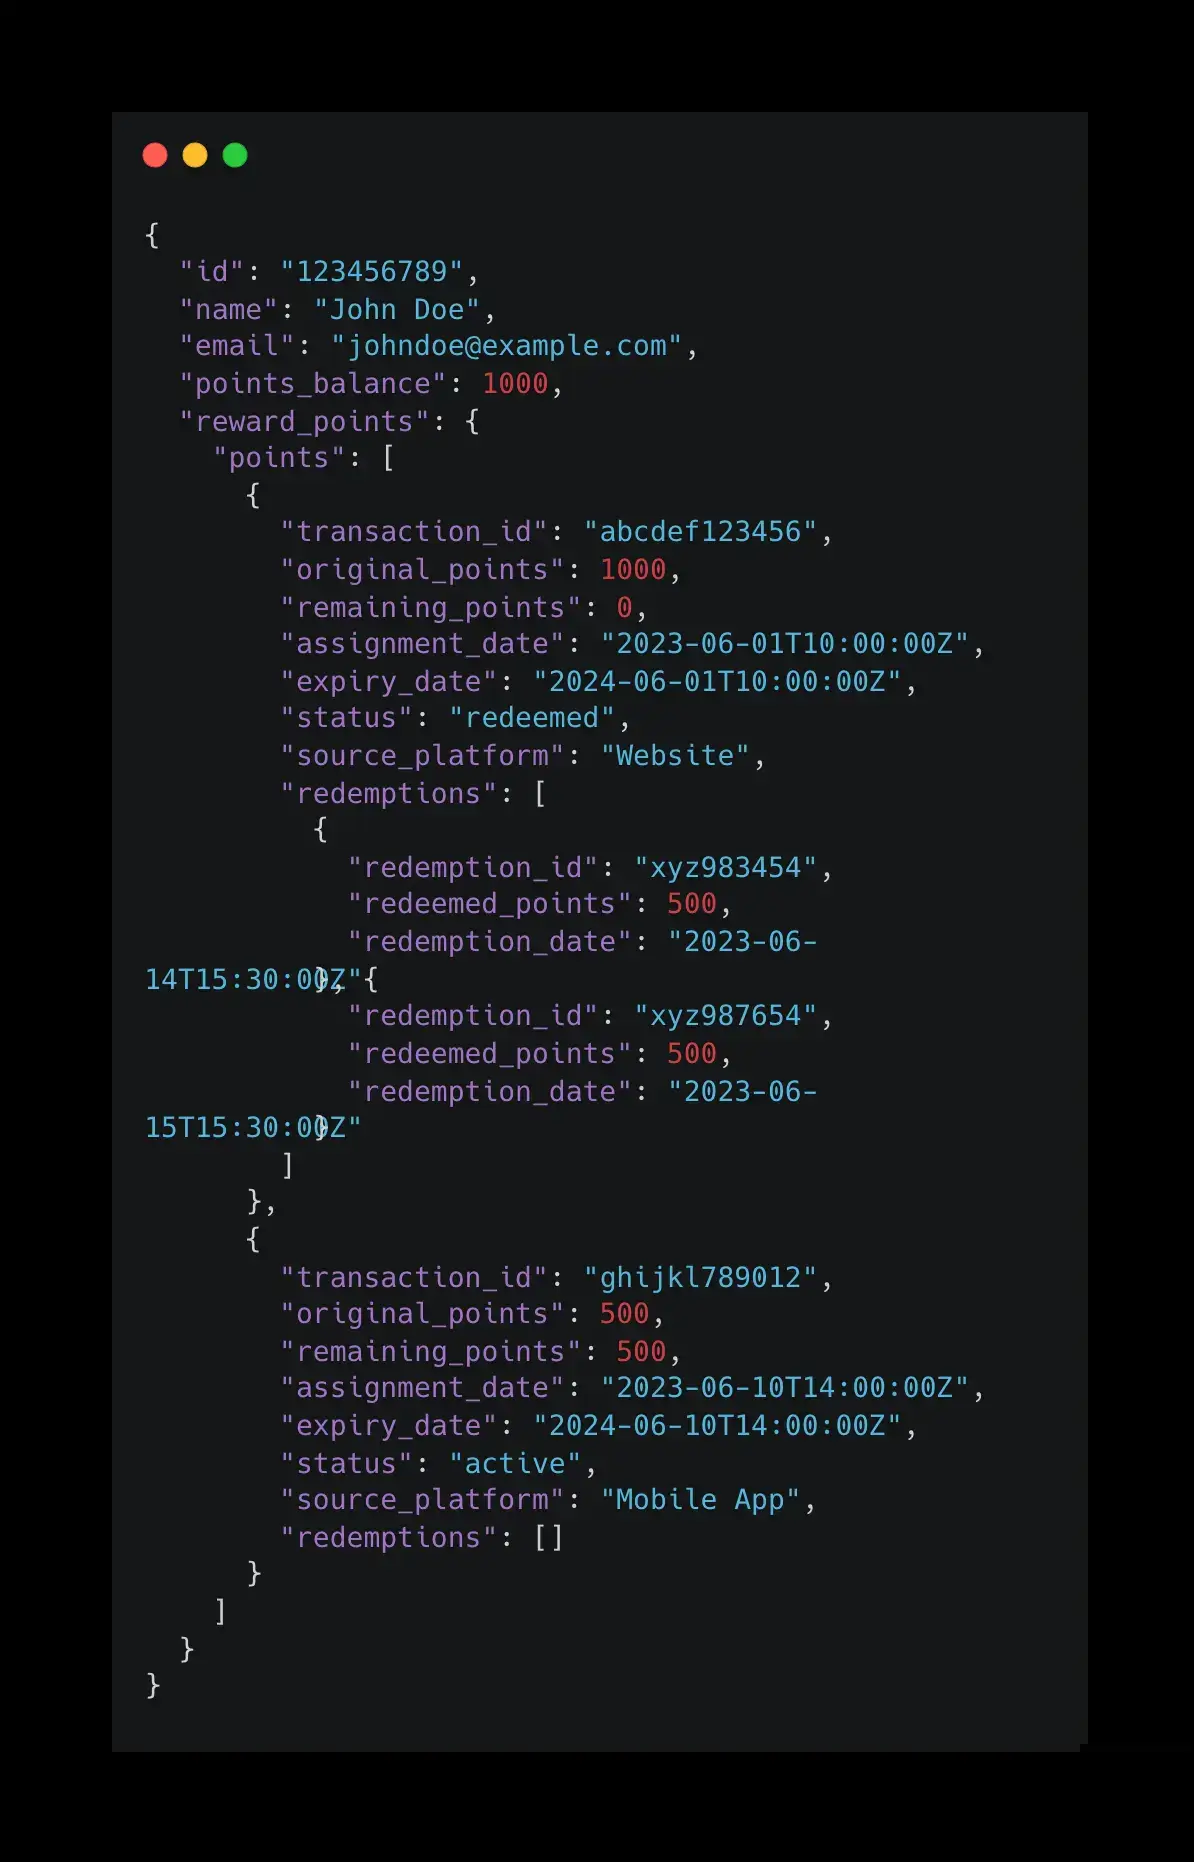 {
  "id": "123456789",
  "name": "John Doe",
  "email": "johndoe@example.com",
  "points_balance": 1000,
  "reward_points": {
    "points": [
      {
        "transaction_id": "abcdef123456",
        "original_points": 1000,
        "remaining_points": 0,
        "assignment_date": "2023-06-01T10:00:00Z",
        "expiry_date": "2024-06-01T10:00:00Z",
        "status": "redeemed",
        "source_platform": "Website",
        "redemptions": [
          {
            "redemption_id": "xyz983454",
            "redeemed_points": 500,
            "redemption_date": "2023-06-
14T15:30:00Z"
          }, {
            "redemption_id": "xyz987654",
            "redeemed_points": 500,
            "redemption_date": "2023-06-
15T15:30:00Z"
          }
        ]
      },
      {
        "transaction_id": "ghijkl789012",
        "original_points": 500,
        "remaining_points": 500,
        "assignment_date": "2023-06-10T14:00:00Z",
        "expiry_date": "2024-06-10T14:00:00Z",
        "status": "active",
        "source_platform": "Mobile App",
        "redemptions": []
      }
    ]
  }
}